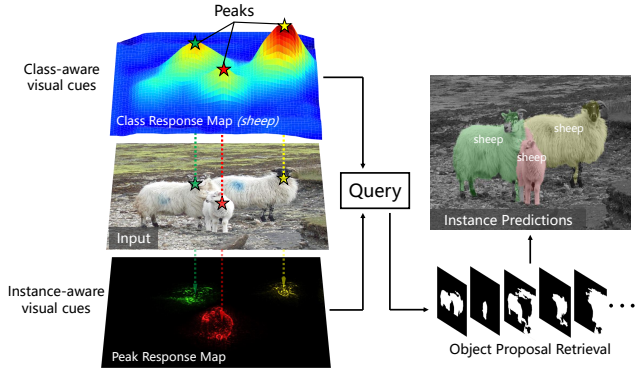 Peaks
Class-aware
visual cues
Class Response Map (sheep)
Input
Instance-aware
visual cues
Peak Response Map
Query
sheep
sheep
sheep
Instance Predictions
Object Proposal Retrieval